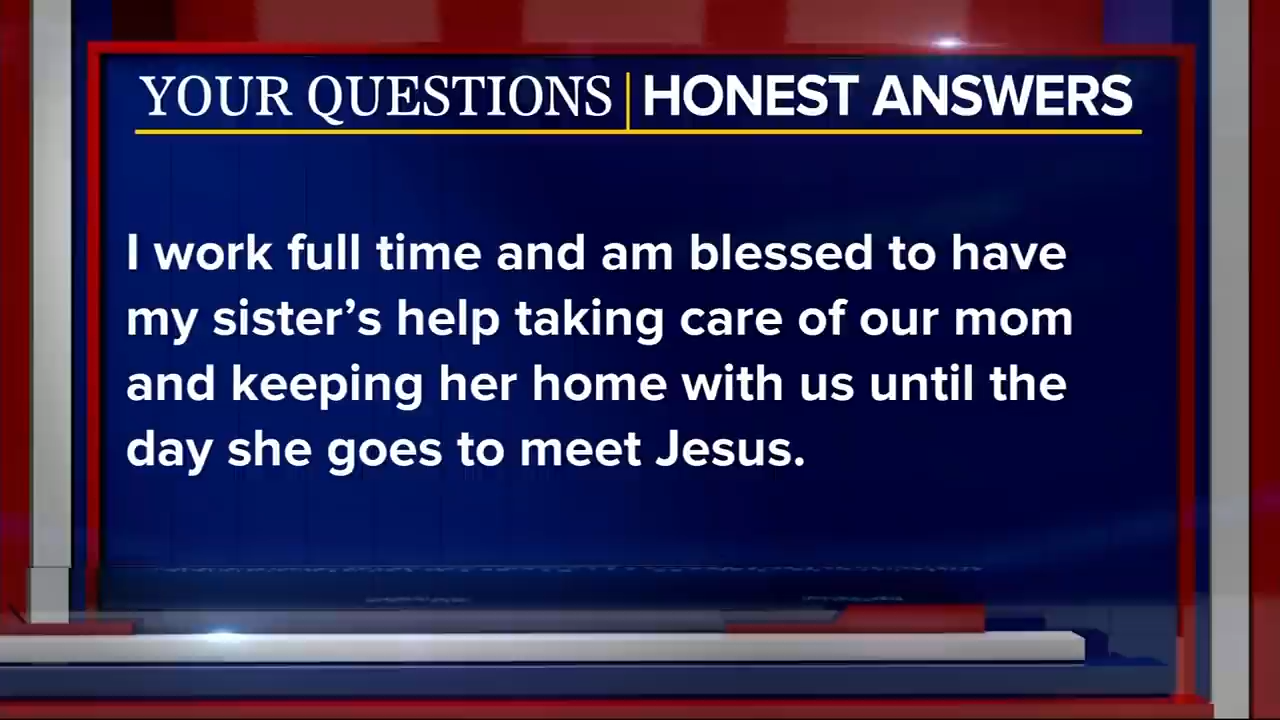 YOUR QUESTIONS | HONEST ANSWERS
I work full time and am blessed to have
my sister’s help taking care of our mom
and keeping her home with us until the
day she goes to meet Jesus.